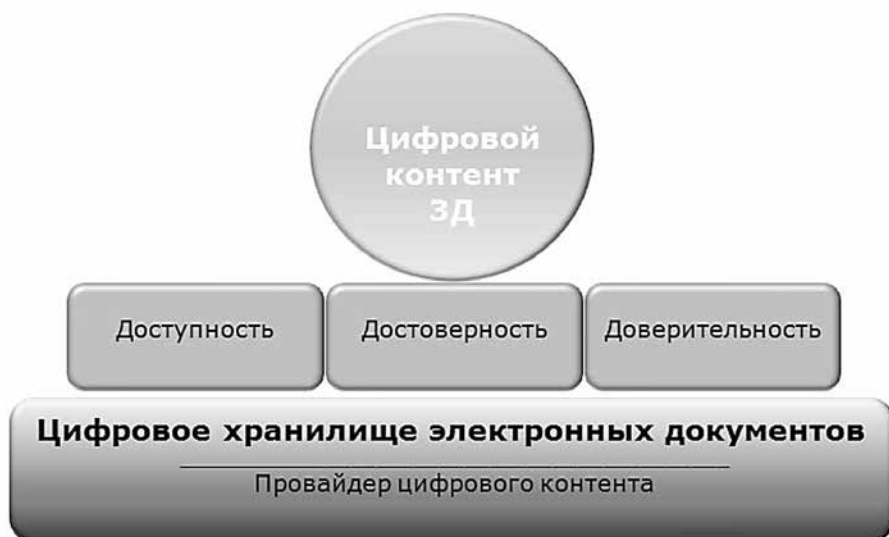 Цифровой
контент
3Д
Доступность
Достоверность
Доверительность
Цифровое хранилище электронных документов
Провайдер цифрового контента